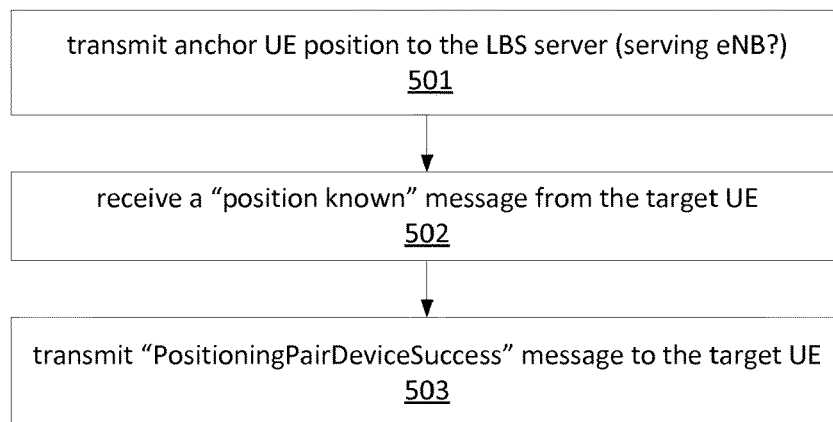 transmit anchor UE position to the LBS server (serving eNB?)
501
receive a “position known” message from the target UE
502
transmit “PositioningPairDeviceSuccess” message to the target UE
503